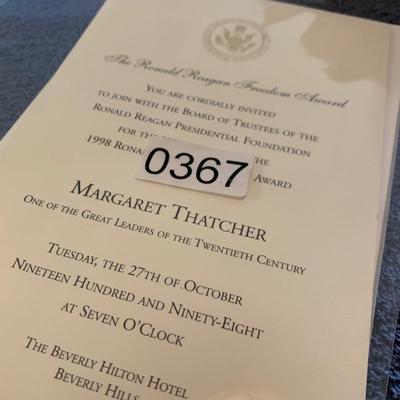 The Ronald Reagan Freedom Award
You are cordially invited
to join with the Board of Trustees of the
Ronald Reagan Presidential Foundation
for the
1998 Rona Award
0367
Margaret Thatcher
One of the Great Leaders of the Twentieth Century
Tuesday, the 27th of October
Nineteen Hundred and Ninety-Eight
at Seven O'Clock
The Beverly Hilton Hotel
Beverly Hills